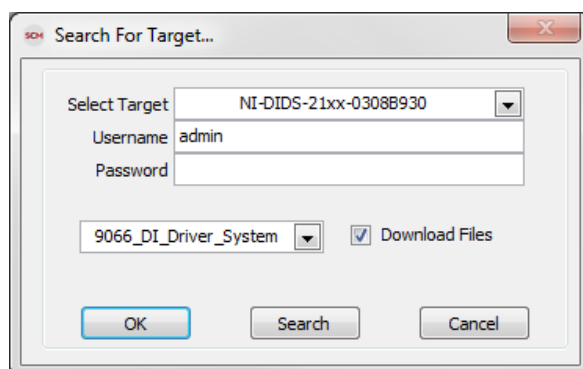 SCM Search For Target...
Select Target NI-DIDS-21xx-0308B930
Username admin
Password
9066_DI_Driver_System Download Files
OK Search Cancel